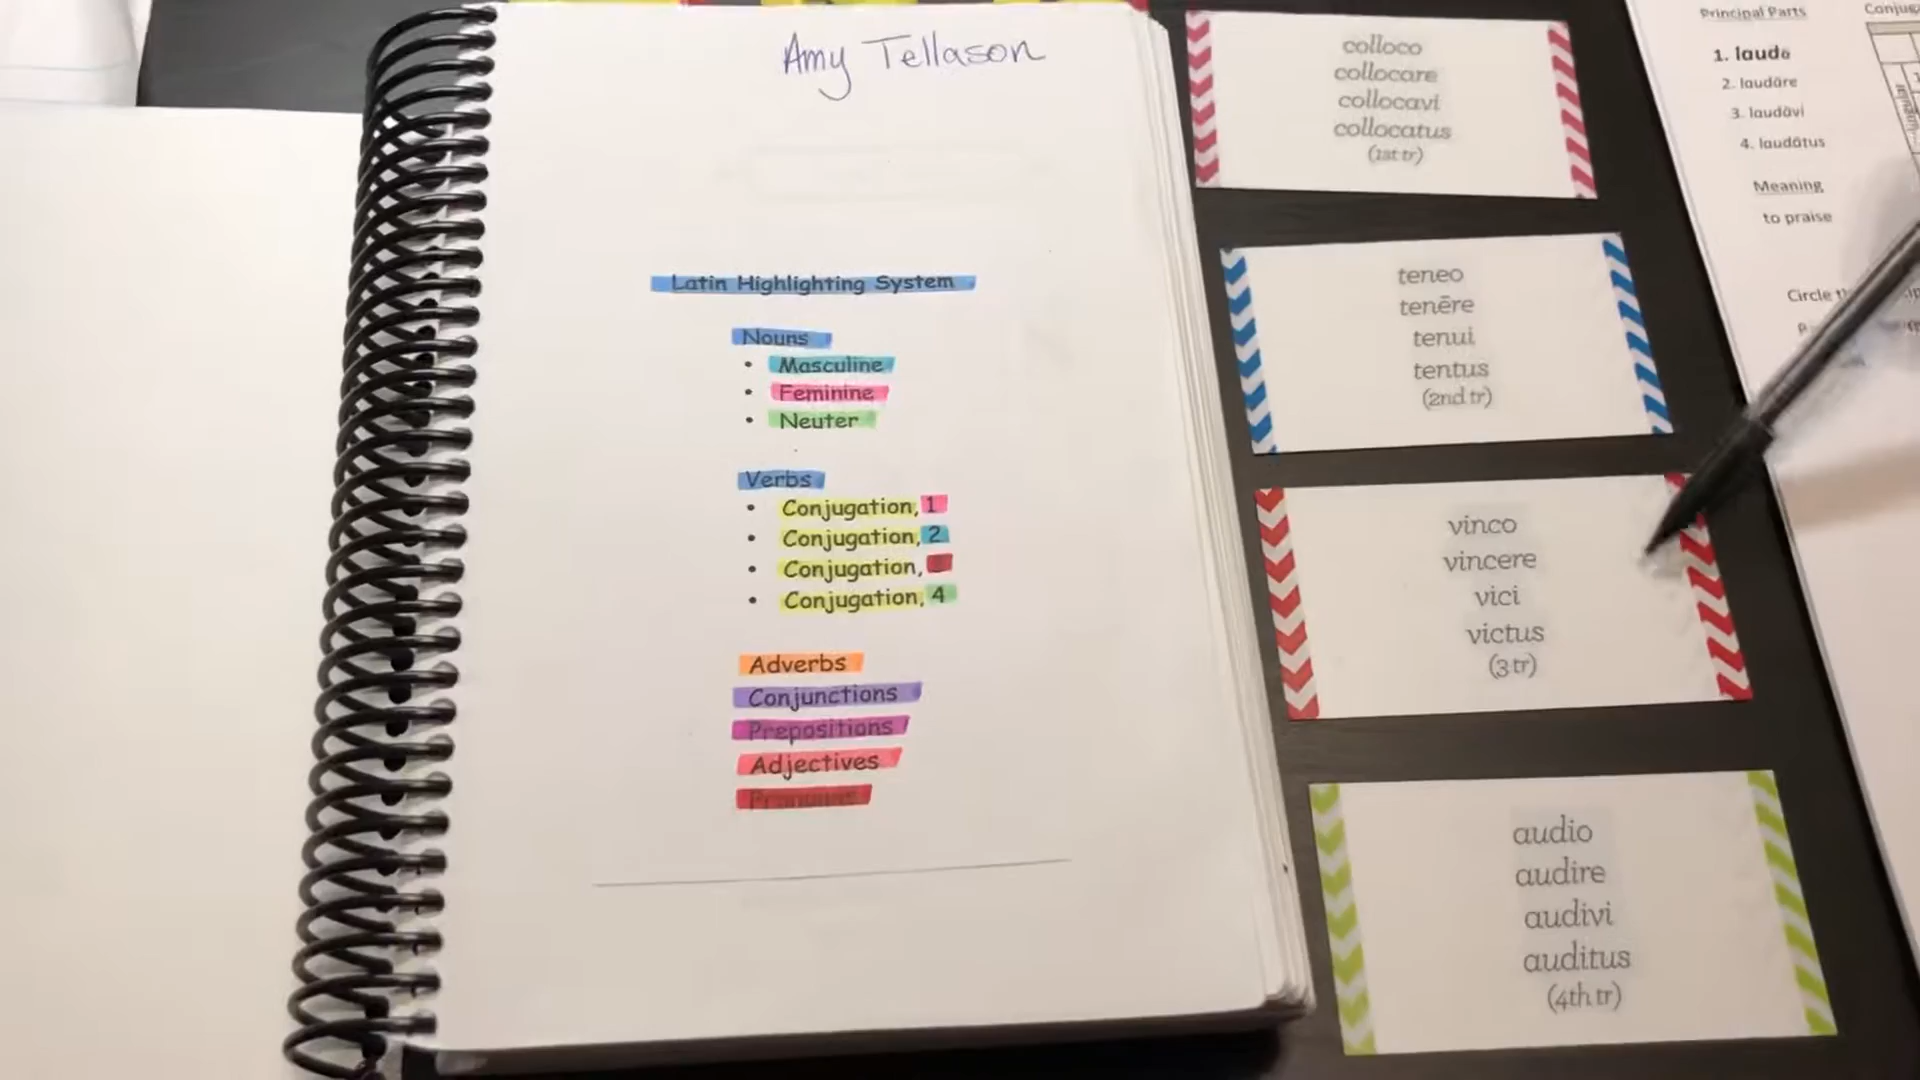 Amy Tellason
Latin Highlighting System
Nouns
• Masculine
• Feminine
• Neuter
Verbs
• Conjugation, 1
• Conjugation, 2
• Conjugation,
• Conjugation, 4
Adverbs
Conjunctions
Prepositions
Adjectives
Pronouns
colloco
collocare
collocavi
collocatus
(1st tr)
teneo
tenēre
tenui
tentus
(2nd tr)
vinco
vincere
vici
victus
(3 tr)
audio
audire
audivi
auditus
(4th tr)
Principal Parts
1. laudō
2. laudāre
3. laudāvi
4. laudātus
Meaning
to praise
Circle